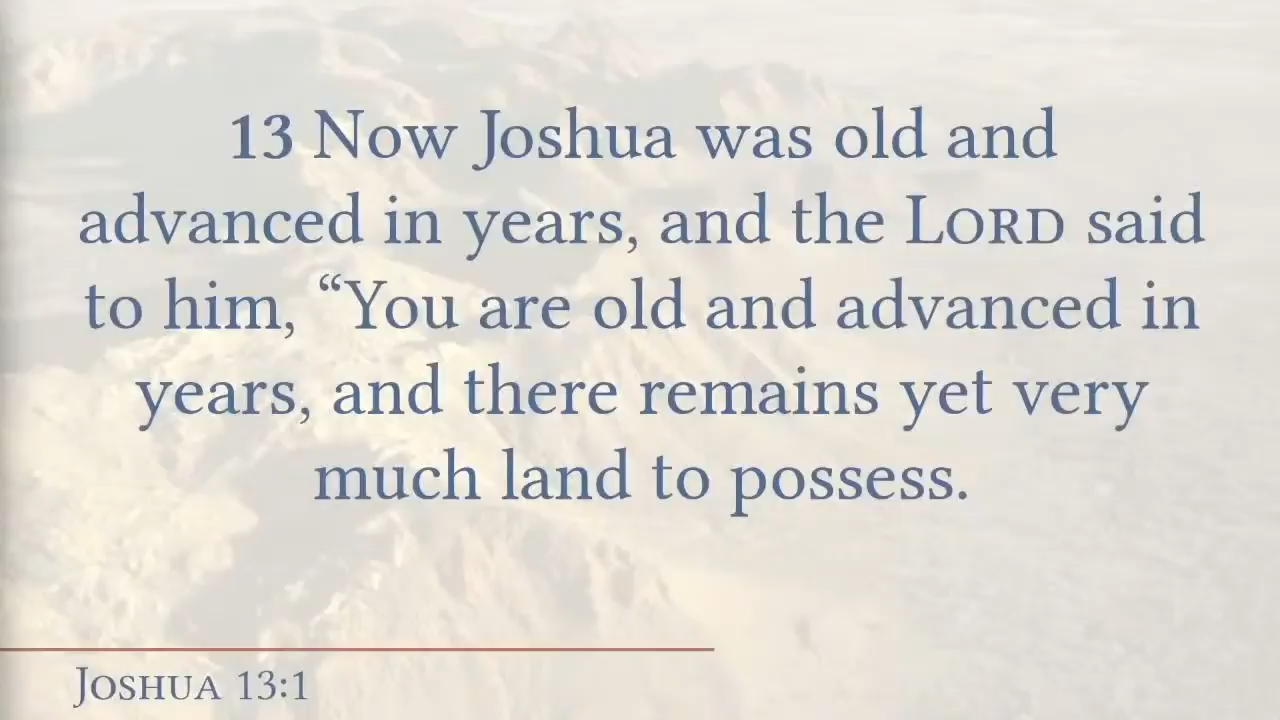 13 Now Joshua was old and
advanced in years, and the LORD said
to him, “You are old and advanced in
years, and there remains yet very
much land to possess.
JOSHUA 13:1